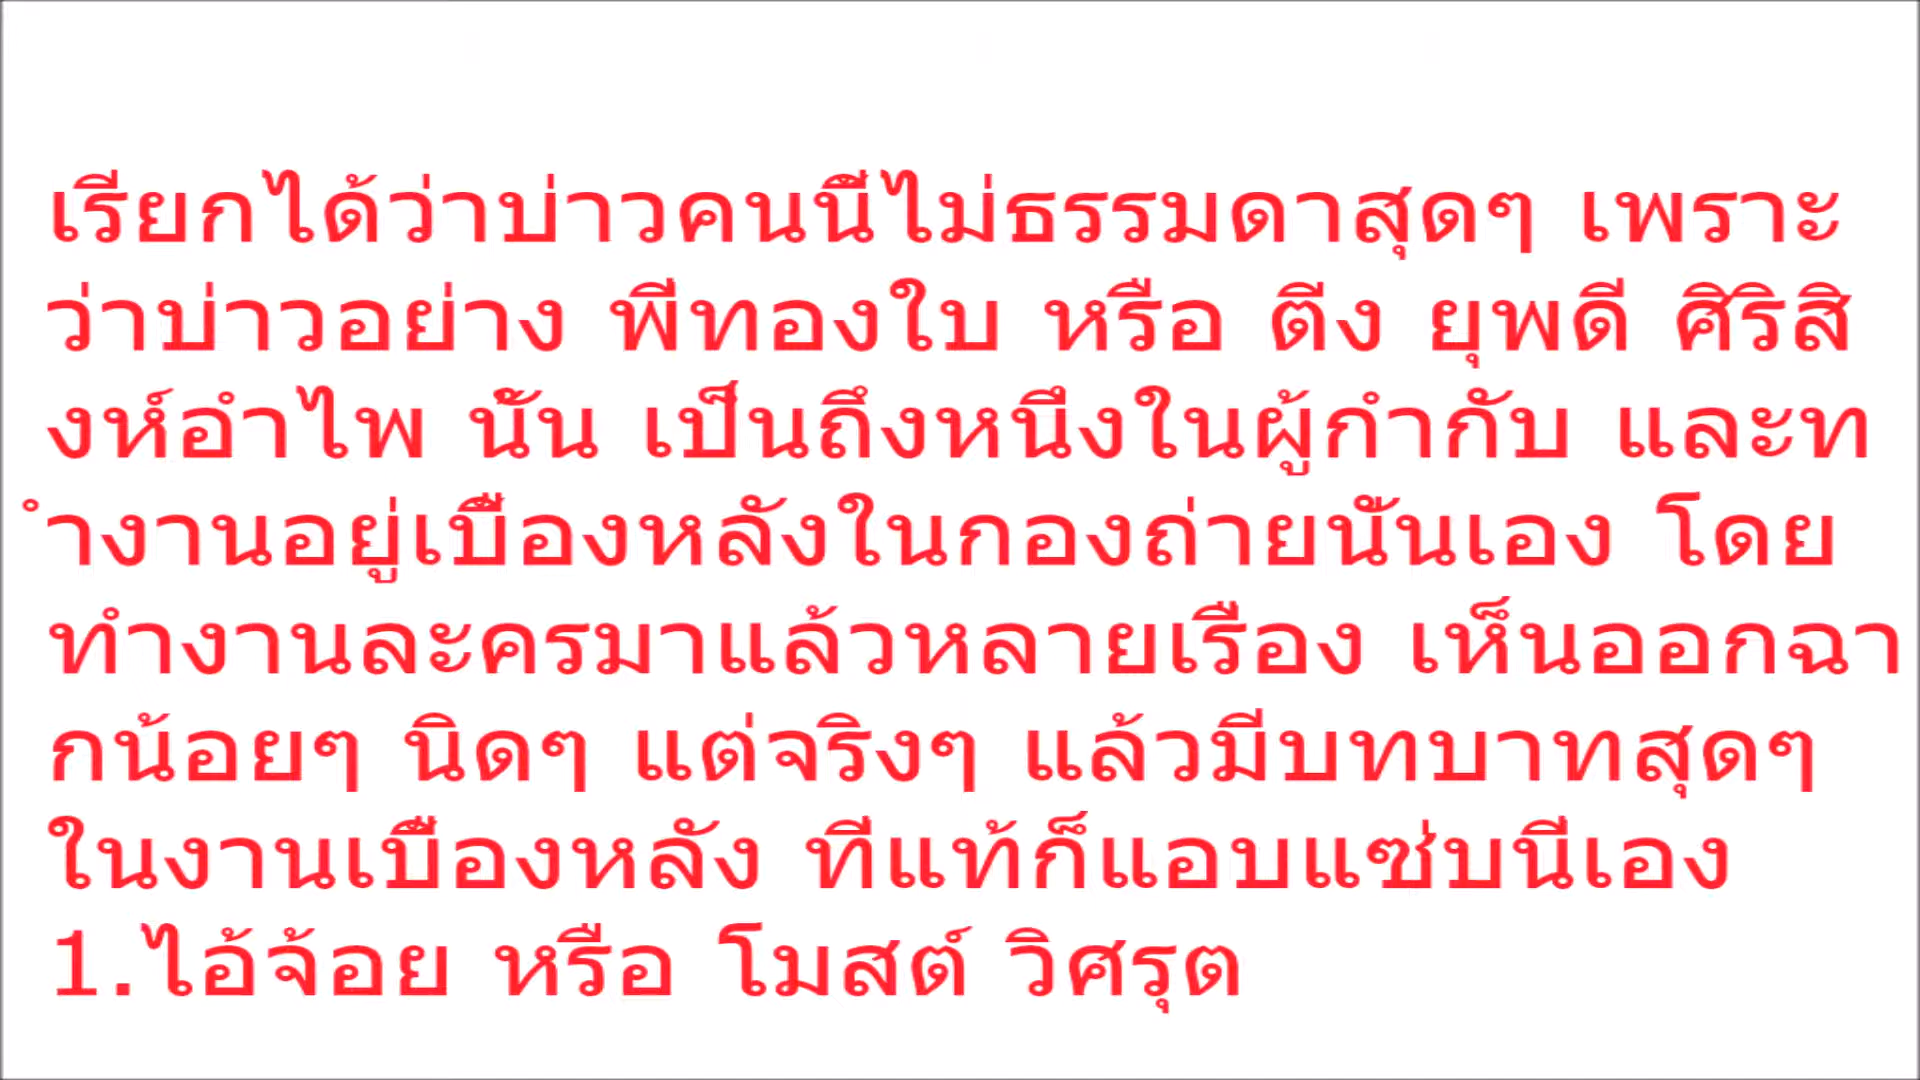 เรียกได้ว่าบ่าวคนนี้ไม่ธรรมดาสุดๆ เพราะ
ว่าบ่าวอย่าง พี่ทองใบ หรือ ติ่ง ยุพดี ศิริสิ
งห์อำไพ นั้น เป็นถึงหนึ่งในผู้กำกับ และท
ำงานอยู่เบื้องหลังในกองถ่ายนั่นเอง โดย
ทำงานละครมาแล้วหลายเรื่อง เห็นออกฉา
กน้อยๆ นิดๆ แต่จริงๆ แล้วมีบทบาทสุดๆ
ในงานเบื้องหลัง ที่แท้ก็แอบแซ่บนี่เอง
1.ไอ้จ้อย หรือ โมสต์ วิศรุต